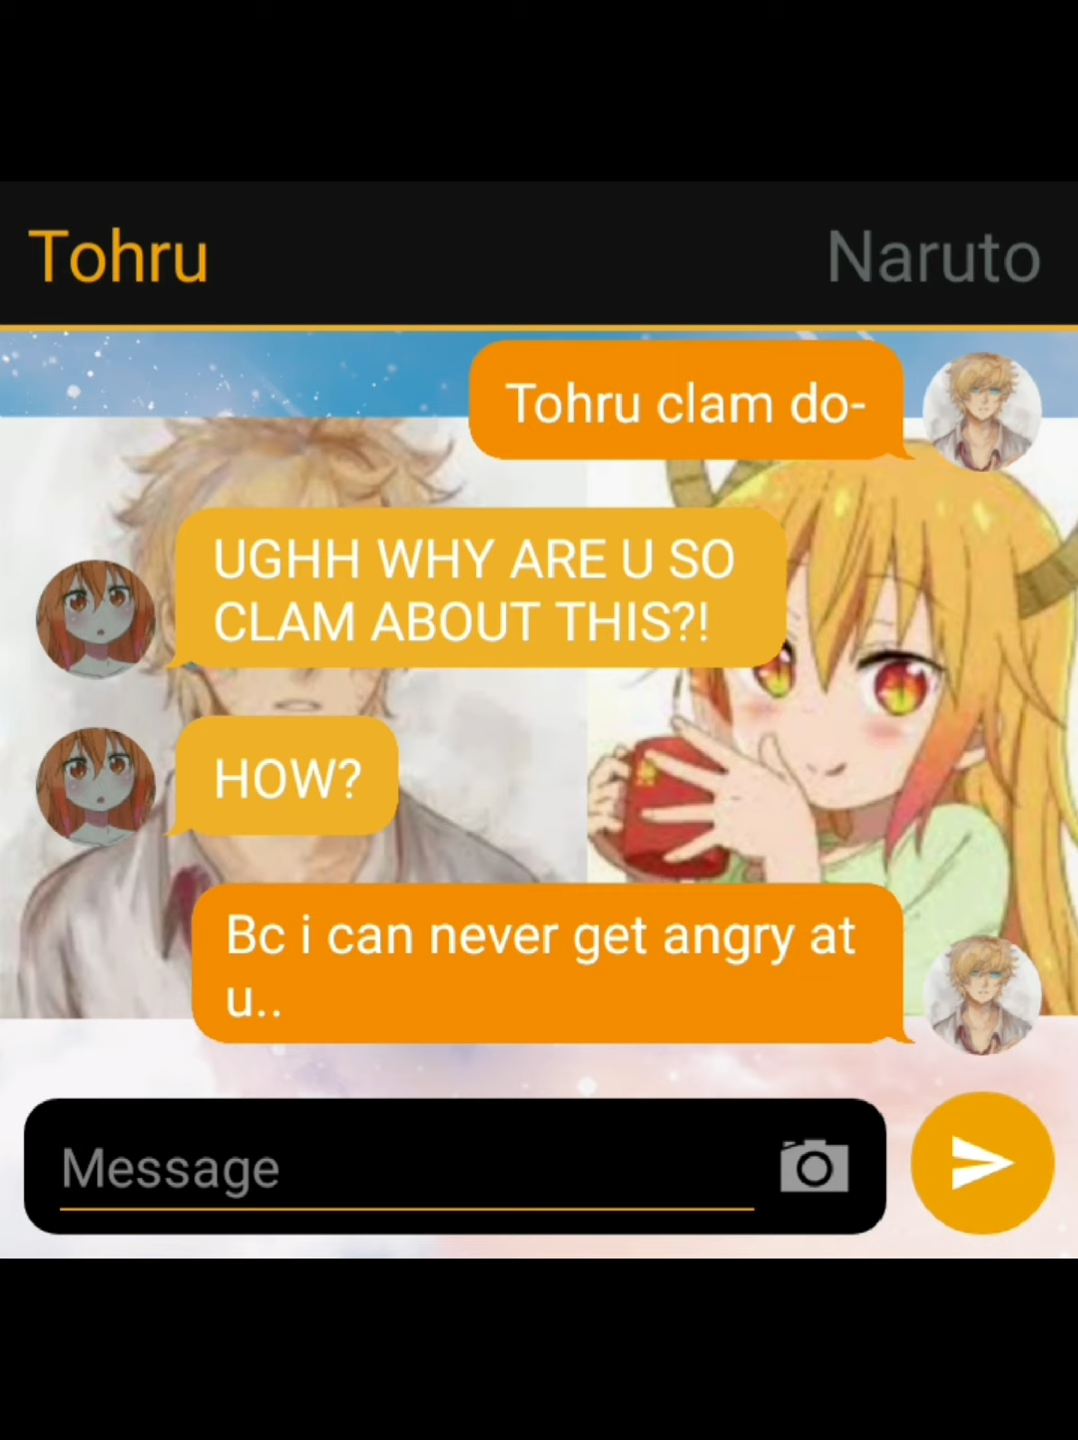 Tohru
Naruto
Tohru clam do-
UGHH WHY ARE U SO
CLAM ABOUT THIS?!
HOW?
Bc i can never get angry at
u..
Message